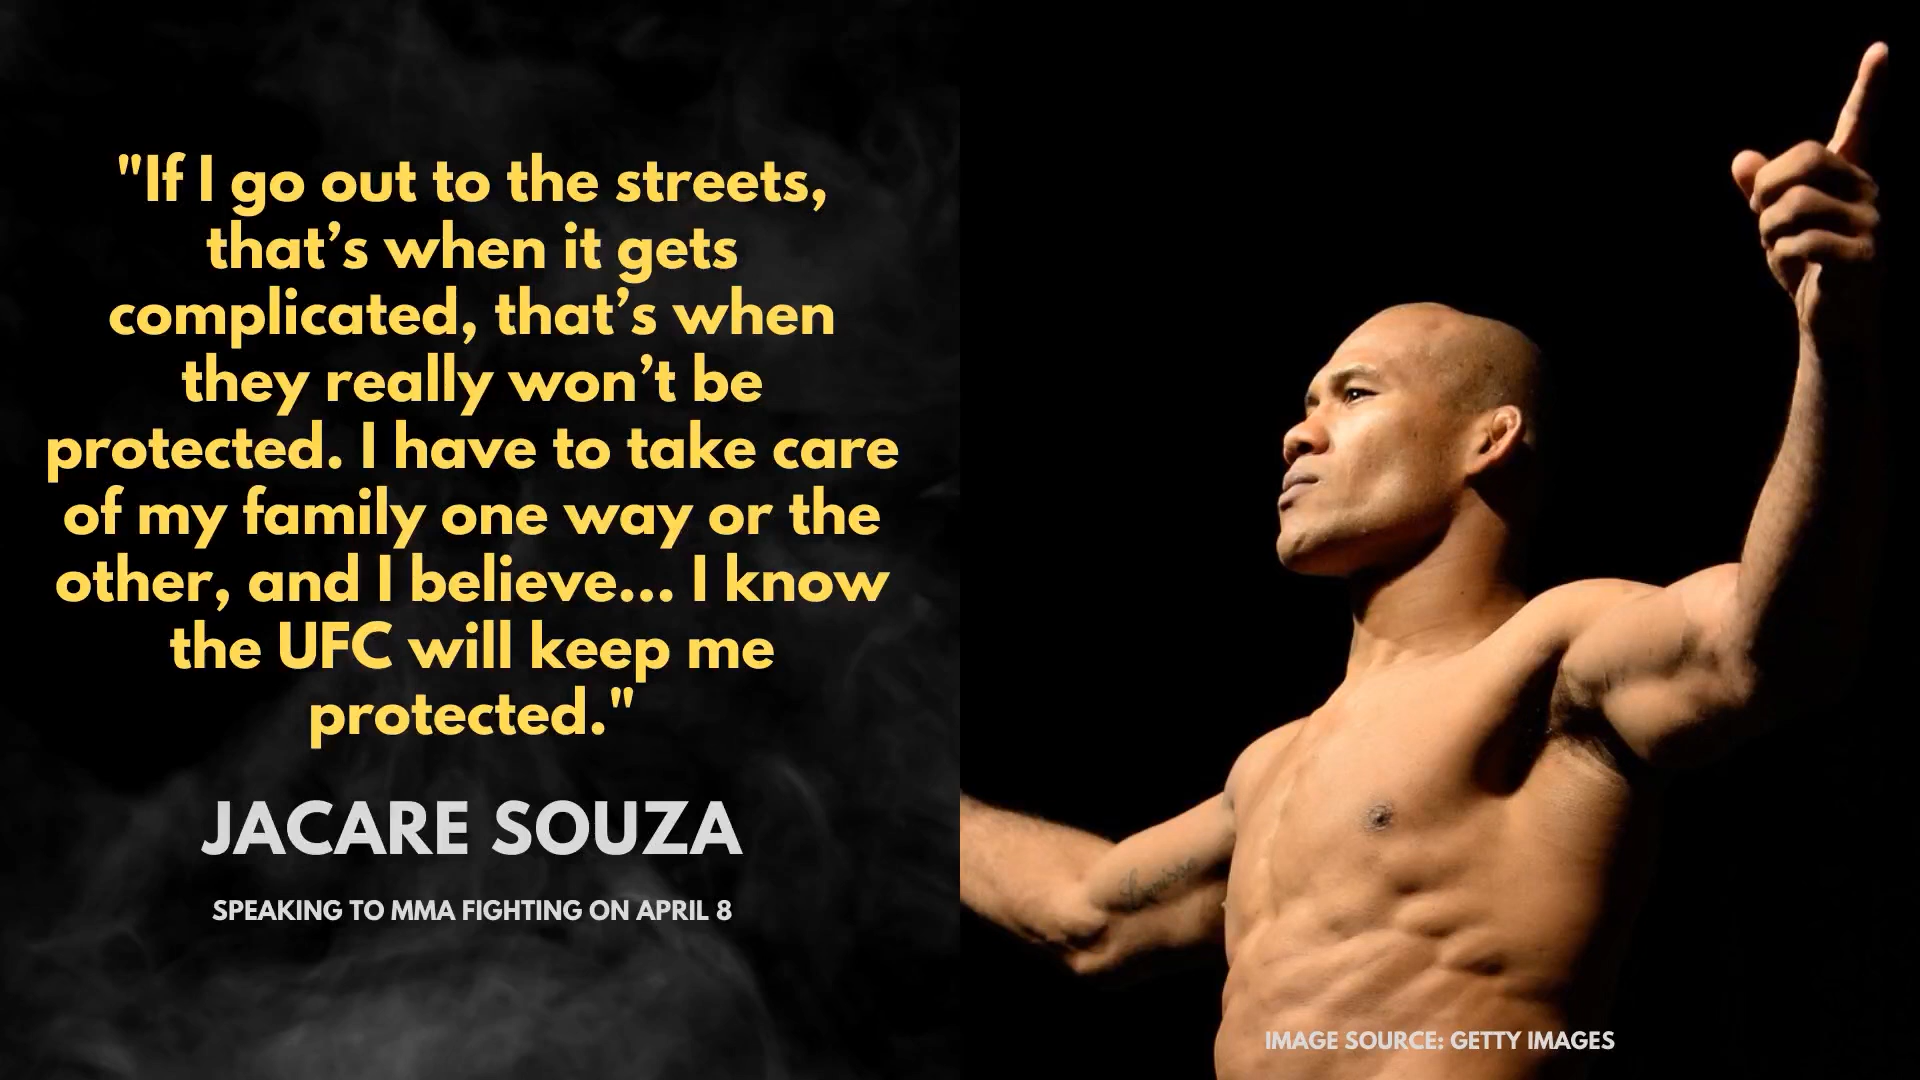 "If I go out to the streets,
that’s when it gets
complicated, that’s when
they really won’t be
protected. I have to take care
of my family one way or the
other, and I believe... I know
the UFC will keep me
protected."
JACARE SOUZA
SPEAKING TO MMA FIGHTING ON APRIL 8
IMAGE SOURCE: GETTY IMAGES